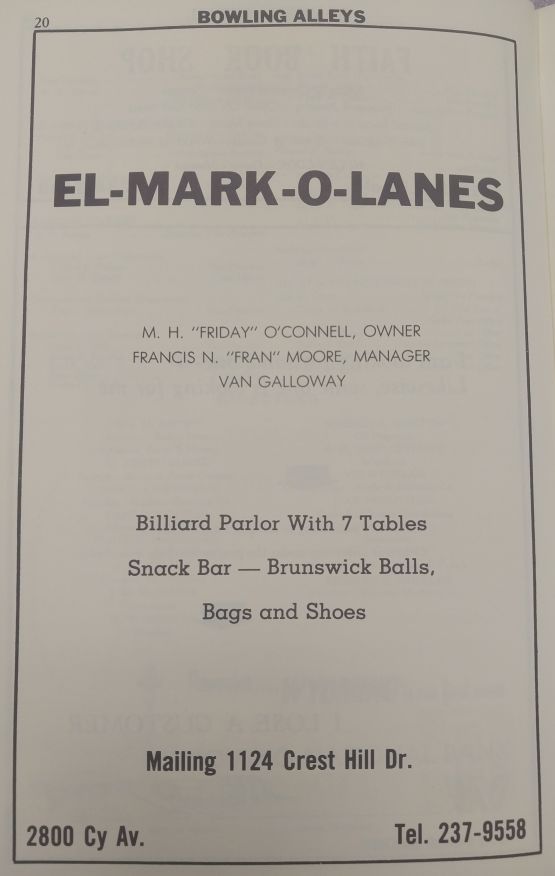 20
BOWLING ALLEYS
EL-MARK-O-LANES
M. H. "FRIDAY" O'CONNELL, OWNER
FRANCIS N. "FRAN" MOORE, MANAGER
VAN GALLOWAY
Billiard Parlor With 7 Tables
Snack Bar — Brunswick Balls,
Bags and Shoes
Mailing 1124 Crest Hill Dr.
2800 Cy Av.
Tel. 237-9558